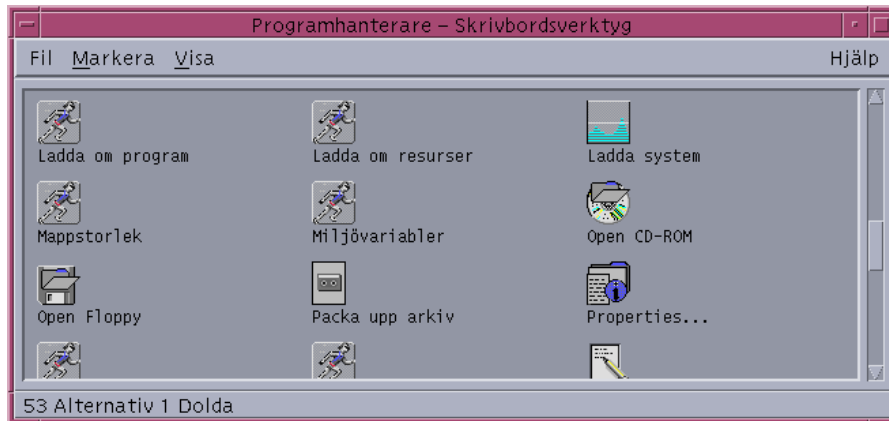 Programhanterare – Skrivbordsverktyg
Fil Markera Visa Hjälp
Ladda om program Ladda om resurser Ladda system
Mappstorlek Miljövariabler Open CD-ROM
Open Floppy Packa upp arkiv Properties...
53 Alternativ 1 Dolda